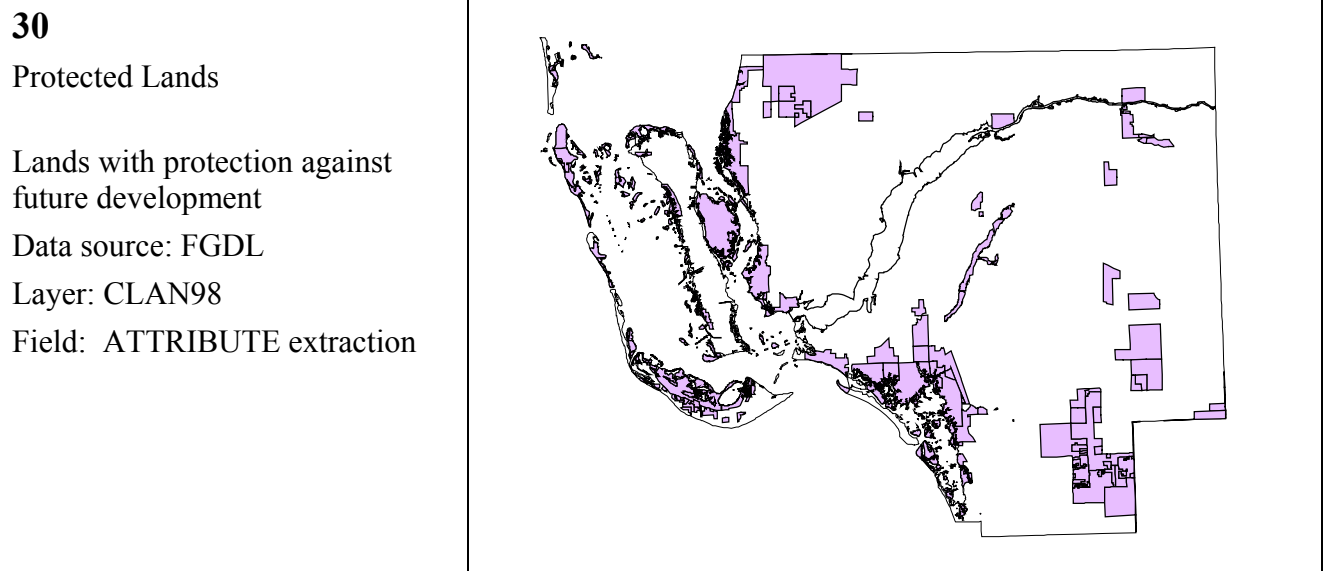 30
Protected Lands
Lands with protection against
future development
Data source: FGDL
Layer: CLAN98
Field: ATTRIBUTE extraction